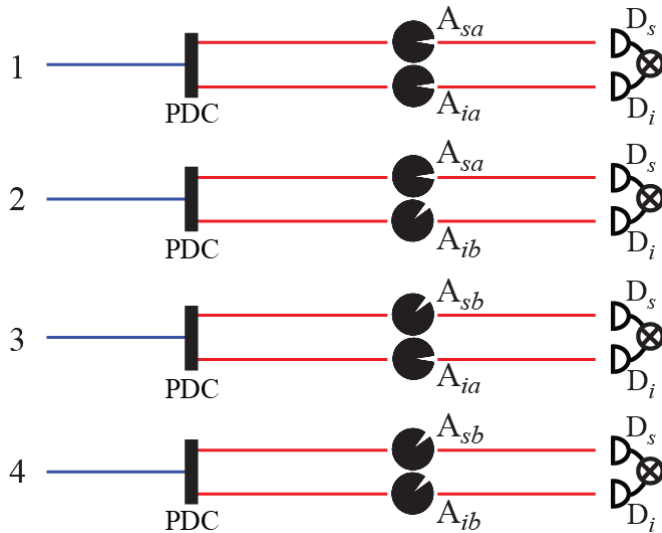 A_sa D_s
1
PDC A_ia D_i
A_sa D_s
2
PDC A_ib D_i
A_sb D_s
3
PDC A_ia D_i
A_sb D_s
4
PDC A_ib D_i